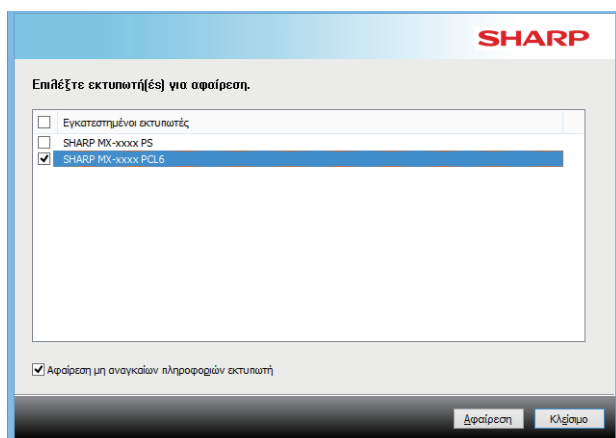 SHARP
Επιλέξτε εκτυπωτή(ές) για αφαίρεση.
Εγκατεστημένοι εκτυπωτές
SHARP MX-xxxx PS
SHARP MX-xxxx PCL6
Αφαίρεση μη αναγκαίων πληροφοριών εκτυπωτή
Αφαίρεση Κλείσιμο